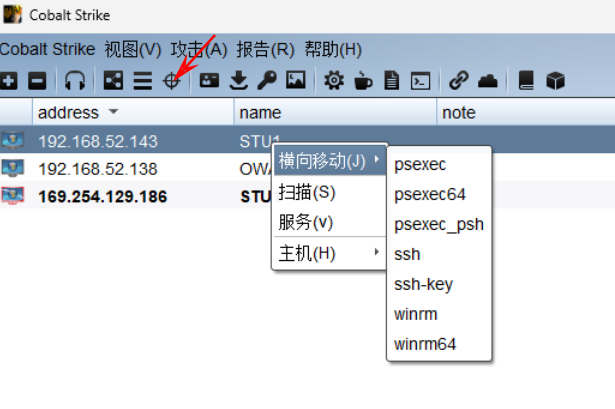 Cobalt Strike
Cobalt Strike 视图(V) 攻击(A) 报告(R) 帮助(H)
address name note
192.168.52.143 STU1
192.168.52.138 OWA
169.254.129.186 STU
横向移动(J)
扫描(S)
服务(v)
主机(H)
psexec
psexec64
psexec_psh
ssh
ssh-key
winrm
winrm64